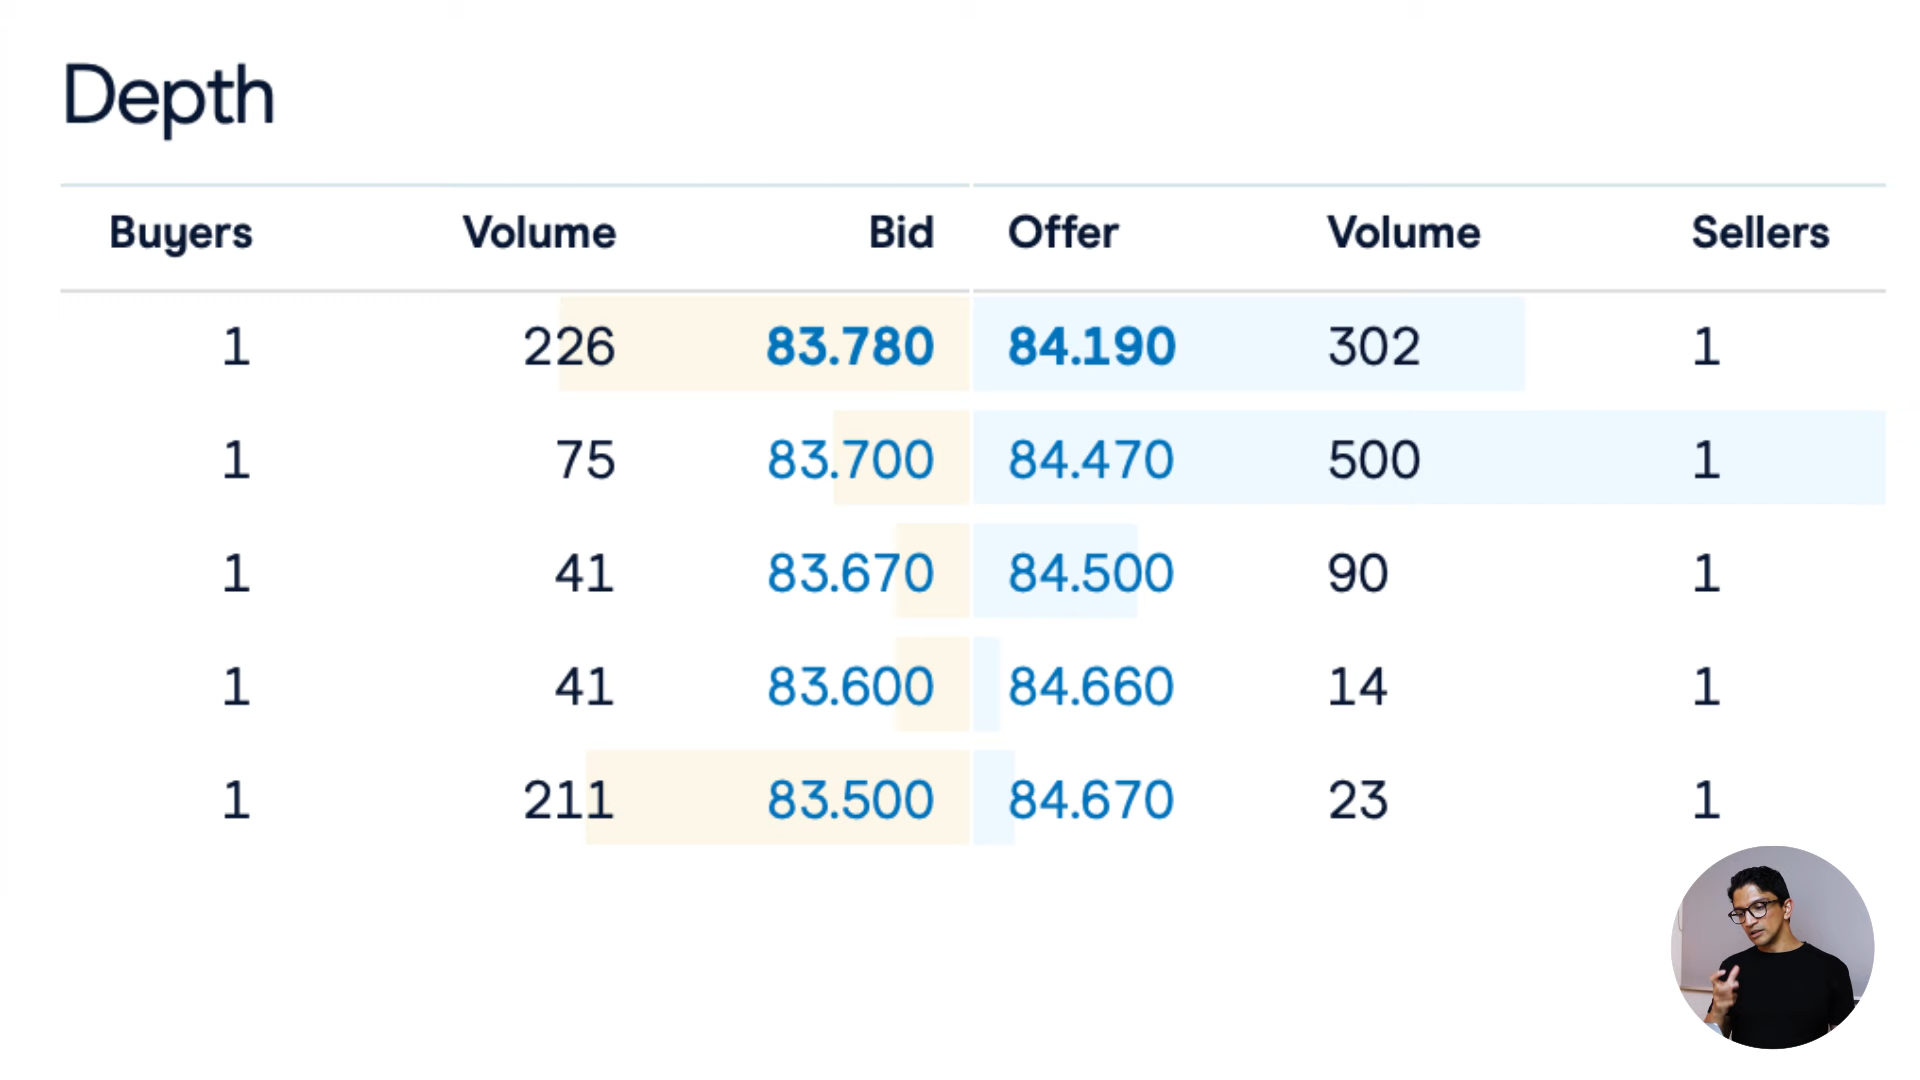 Depth
Buyers Volume Bid Offer Volume Sellers
1 226 83.780 84.190 302 1
1 75 83.700 84.470 500 1
1 41 83.670 84.500 90 1
1 41 83.600 84.660 14 1
1 211 83.500 84.670 23 1